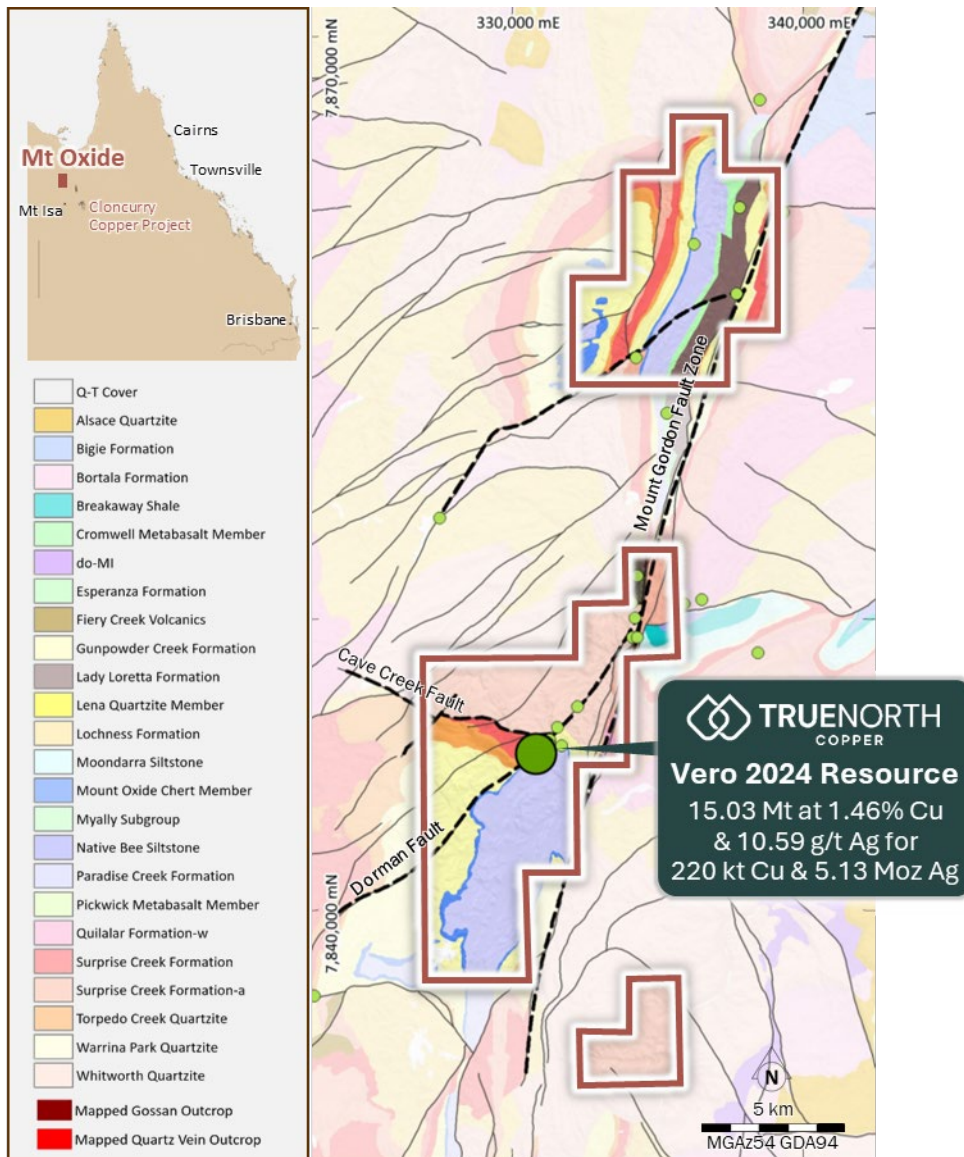 Cairns
Mt Oxide
Townsville
Mt Isa
Cloncurry
Copper Project
Brisbane
Q-T Cover
Alsace Quartzite
Bigie Formation
Bortala Formation
Breakaway Shale
Cromwell Metabasalt Member
do-MI
Esperanza Formation
Fiery Creek Volcanics
Gunpowder Creek Formation
Lady Loretta Formation
Lena Quartzite Member
Lochness Formation
Moondarra Siltstone
Mount Oxide Chert Member
Myally Subgroup
Native Bee Siltstone
Paradise Creek Formation
Pickwick Metabasalt Member
Quilalar Formation-w
Surprise Creek Formation
Surprise Creek Formation-a
Torpedo Creek Quartzite
Warrina Park Quartzite
Whitworth Quartzite
Mapped Gossan Outcrop
Mapped Quartz Vein Outcrop
330,000 mE
340,000 mE
7,870,000 mN
Mount Gordon Fault Zone
Cave Creek Fault
Dorman Fault
7,840,000 mN
TRUENORTH
COPPER
Vero 2024 Resource
15.03 Mt at 1.46% Cu
& 10.59 g/t Ag for
220 kt Cu & 5.13 Moz Ag
N
5 km
MGAz54 GDA94